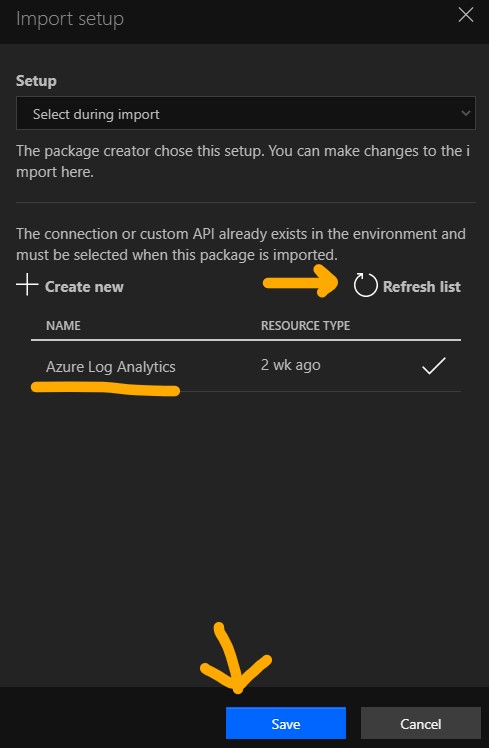 Import setup
Setup
Select during import
The package creator chose this setup. You can make changes to the i
mport here.
The connection or custom API already exists in the environment and
must be selected when this package is imported.
Create new Refresh list
NAME RESOURCE TYPE
Azure Log Analytics 2 wk ago
Save Cancel